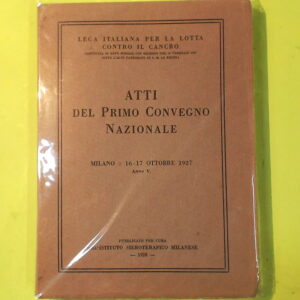 LEGA ITALIANA PER LA LOTTA
CONTRO IL CANCRO
ATTI
DEL PRIMO CONVEGNO
NAZIONALE
MILANO - 16-17 OTTOBRE 1927
Anno V.
PUBBLICATO PER CURA
ISTITUTO SIEROTERAPICO MILANESE
— 1928 —